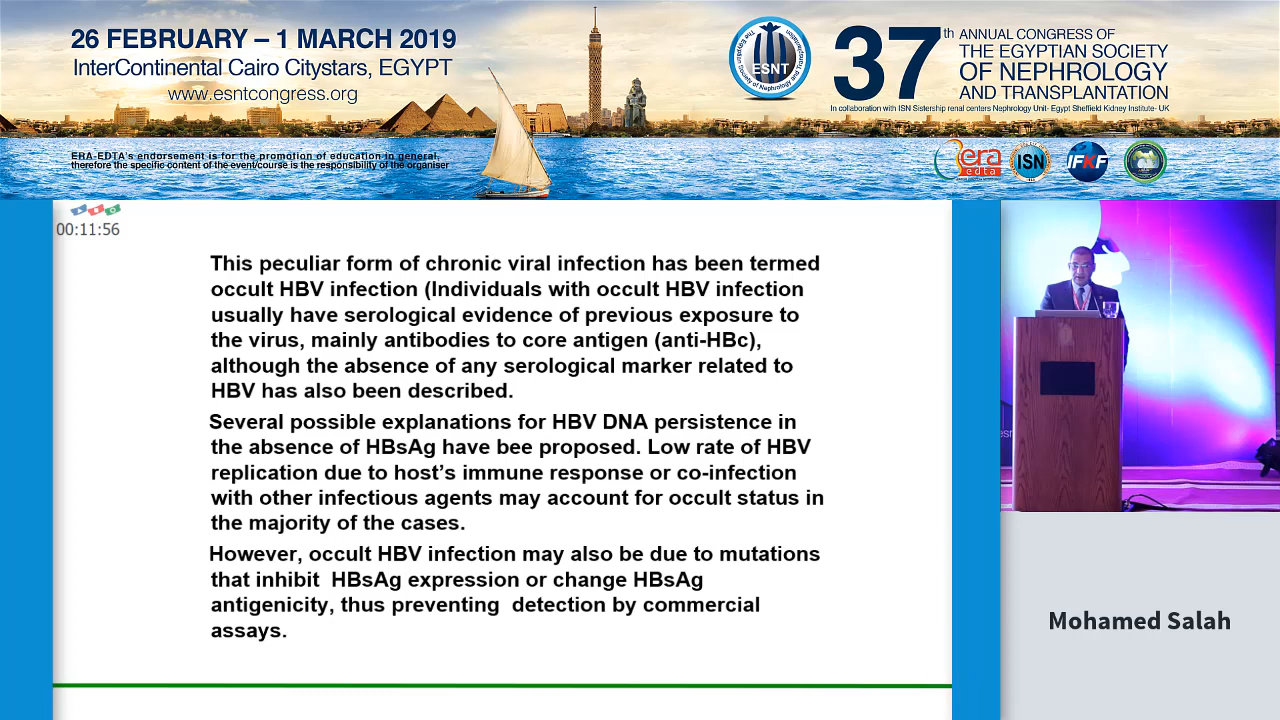 26 FEBRUARY – 1 MARCH 2019
InterContinental Cairo Citystars, EGYPT
www.esntcongress.org
ERA-EDTA's endorsement is for the promotion of education in general,
therefore the specific content of the event/course is the responsibility of the organiser
The Egyptian Society of Nephrology and Transplantation
ESNT
37th
ANNUAL CONGRESS OF
THE EGYPTIAN SOCIETY
OF NEPHROLOGY
AND TRANSPLANTATION
In collaboration with ISN Sistership renal centers Nephrology Unit- Egypt Sheffield Kidney Institute- UK
era
edta
ISN
IFKF
00:11:56
This peculiar form of chronic viral infection has been termed
occult HBV infection (Individuals with occult HBV infection
usually have serological evidence of previous exposure to
the virus, mainly antibodies to core antigen (anti-HBc),
although the absence of any serological marker related to
HBV has also been described.
Several possible explanations for HBV DNA persistence in
the absence of HBsAg have bee proposed. Low rate of HBV
replication due to host's immune response or co-infection
with other infectious agents may account for occult status in
the majority of the cases.
However, occult HBV infection may also be due to mutations
that inhibit  HBsAg expression or change HBsAg
antigenicity, thus preventing  detection by commercial
assays.
Mohamed Salah